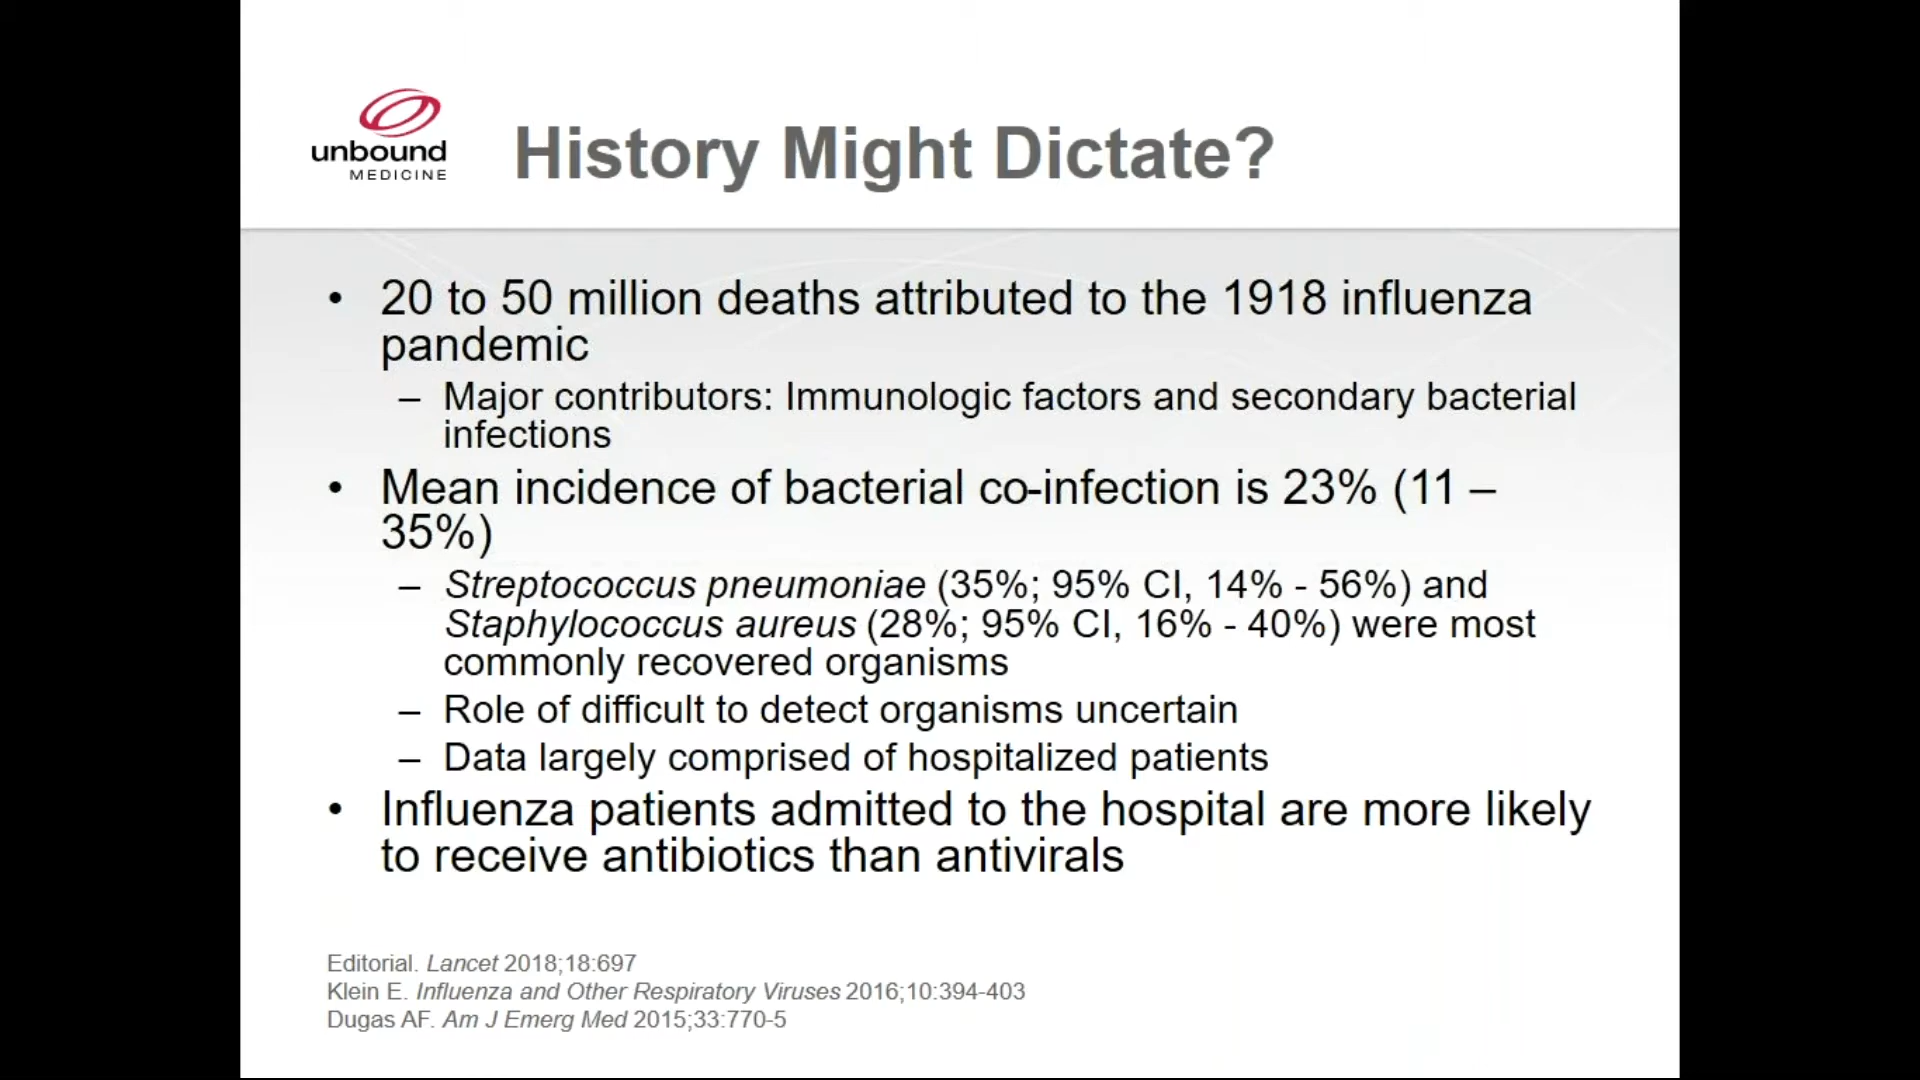 unbound
MEDICINE
History Might Dictate?
• 20 to 50 million deaths attributed to the 1918 influenza
pandemic
– Major contributors: Immunologic factors and secondary bacterial
infections
• Mean incidence of bacterial co-infection is 23% (11 –
35%)
– Streptococcus pneumoniae (35%; 95% CI, 14% - 56%) and
Staphylococcus aureus (28%; 95% CI, 16% - 40%) were most
commonly recovered organisms
– Role of difficult to detect organisms uncertain
– Data largely comprised of hospitalized patients
• Influenza patients admitted to the hospital are more likely
to receive antibiotics than antivirals
Editorial. Lancet 2018;18:697
Klein E. Influenza and Other Respiratory Viruses 2016;10:394-403
Dugas AF. Am J Emerg Med 2015;33:770-5